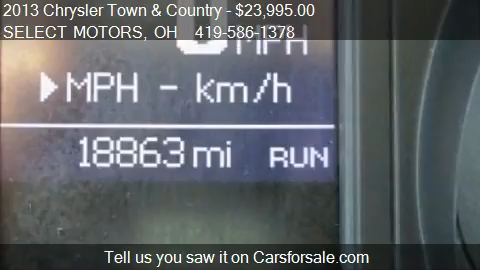 2013 Chrysler Town & Country - $23,995.00
SELECT MOTORS, OH 419-586-1378
MPH
▶MPH - km/h
18863 mi RUN
Tell us you saw it on Carsforsale.com